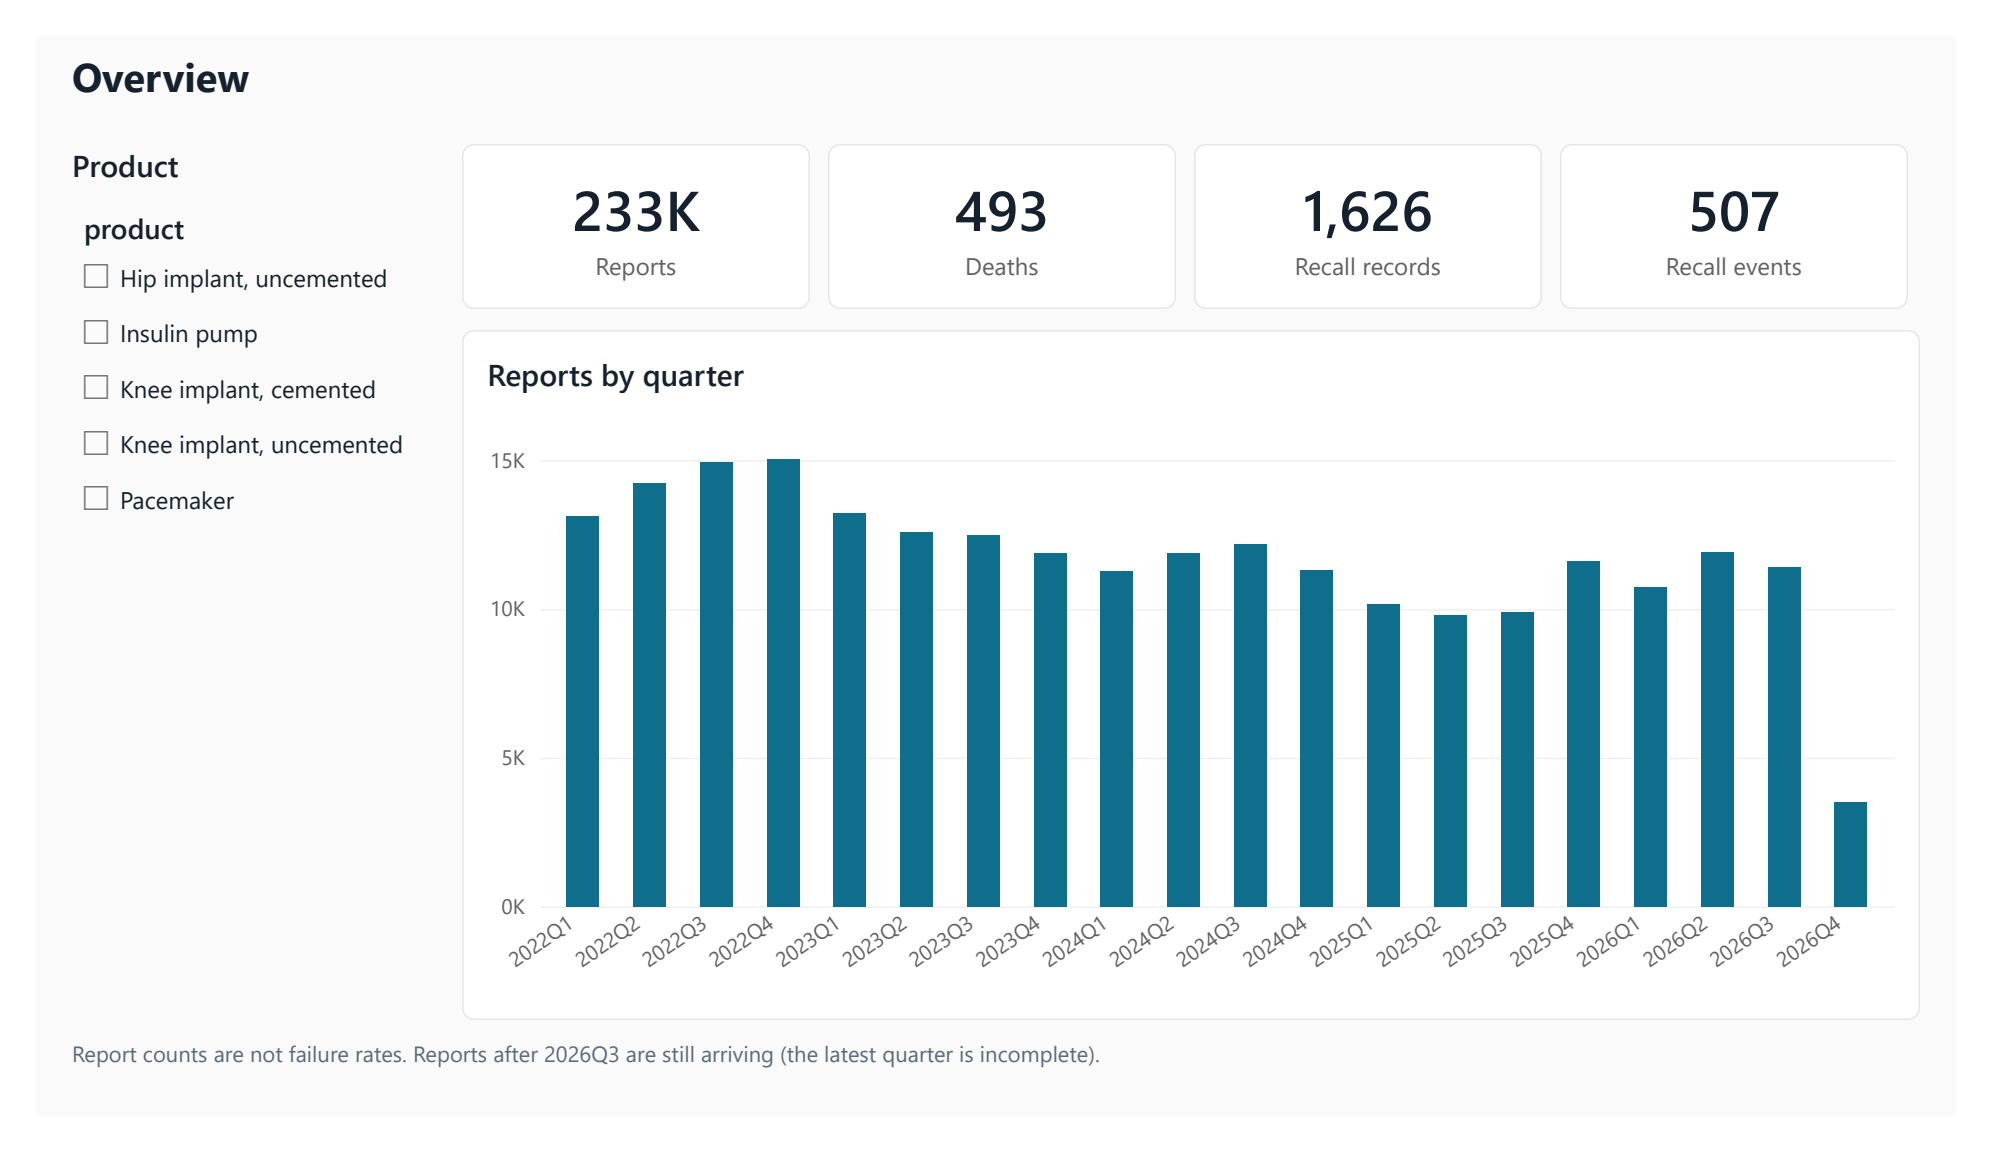 Overview
Product
product
Hip implant, uncemented
Insulin pump
Knee implant, cemented
Knee implant, uncemented
Pacemaker
233K
Reports
493
Deaths
1,626
Recall records
507
Recall events
Reports by quarter
15K
10K
5K
0K
2022Q1
2022Q2
2022Q3
2022Q4
2023Q1
2023Q2
2023Q3
2023Q4
2024Q1
2024Q2
2024Q3
2024Q4
2025Q1
2025Q2
2025Q3
2025Q4
2026Q1
2026Q2
2026Q3
2026Q4
Report counts are not failure rates. Reports after 2026Q3 are still arriving (the latest quarter is incomplete).